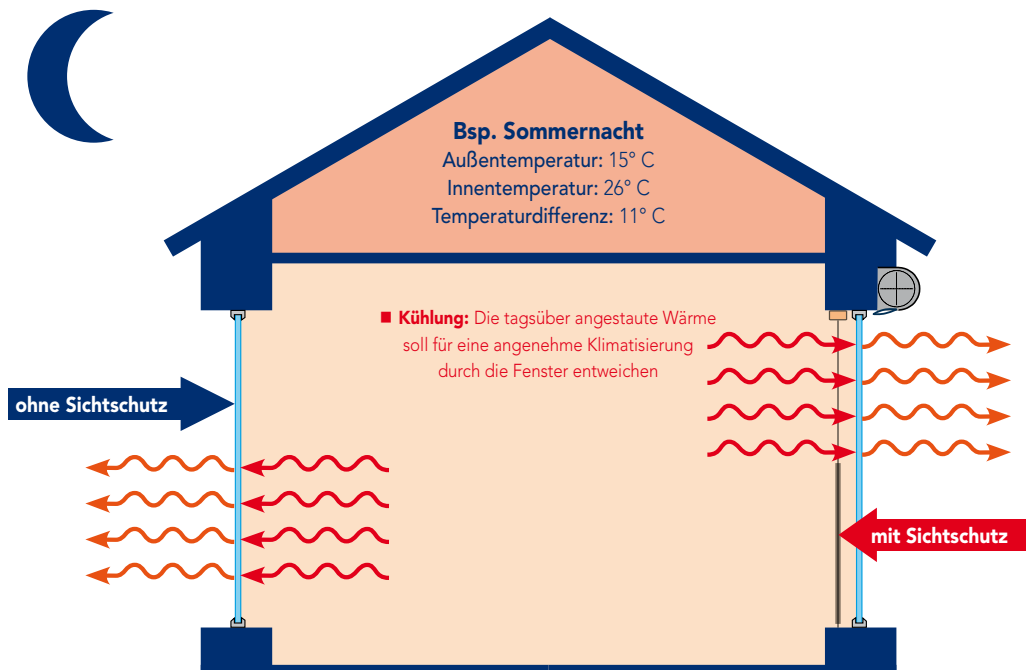 Bsp. Sommernacht
Außentemperatur: 15° C
Innentemperatur: 26° C
Temperaturdifferenz: 11° C
■ Kühlung: Die tagsüber angestaute Wärme
soll für eine angenehme Klimatisierung
durch die Fenster entweichen
ohne Sichtschutz
mit Sichtschutz